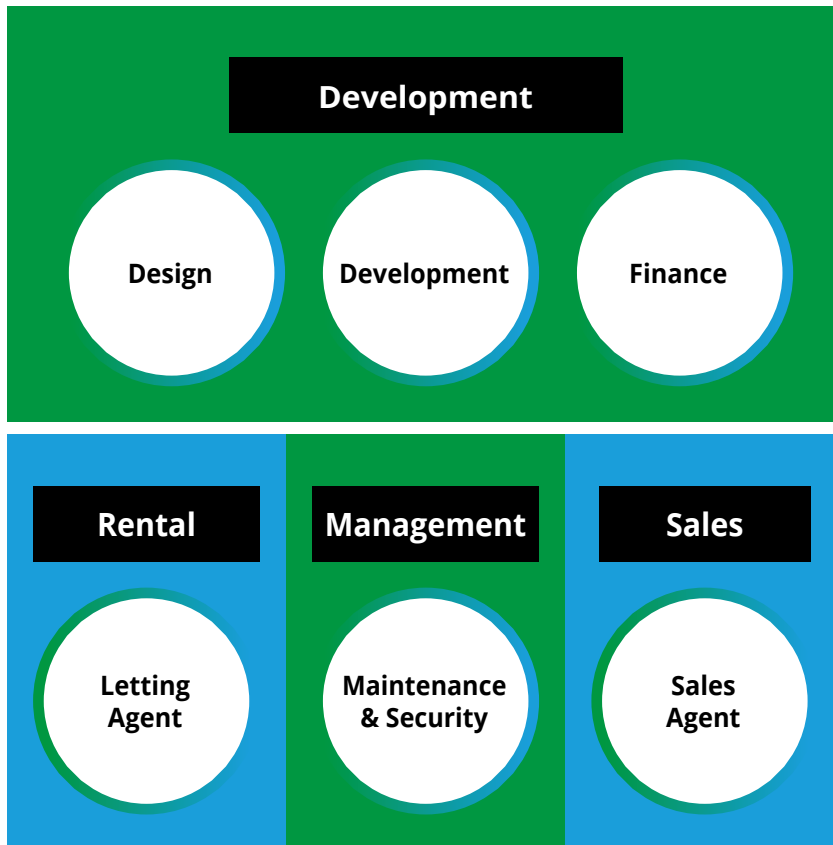 Development
Design
Development
Finance
Rental
Management
Sales
Letting
Agent
Maintenance
& Security
Sales
Agent